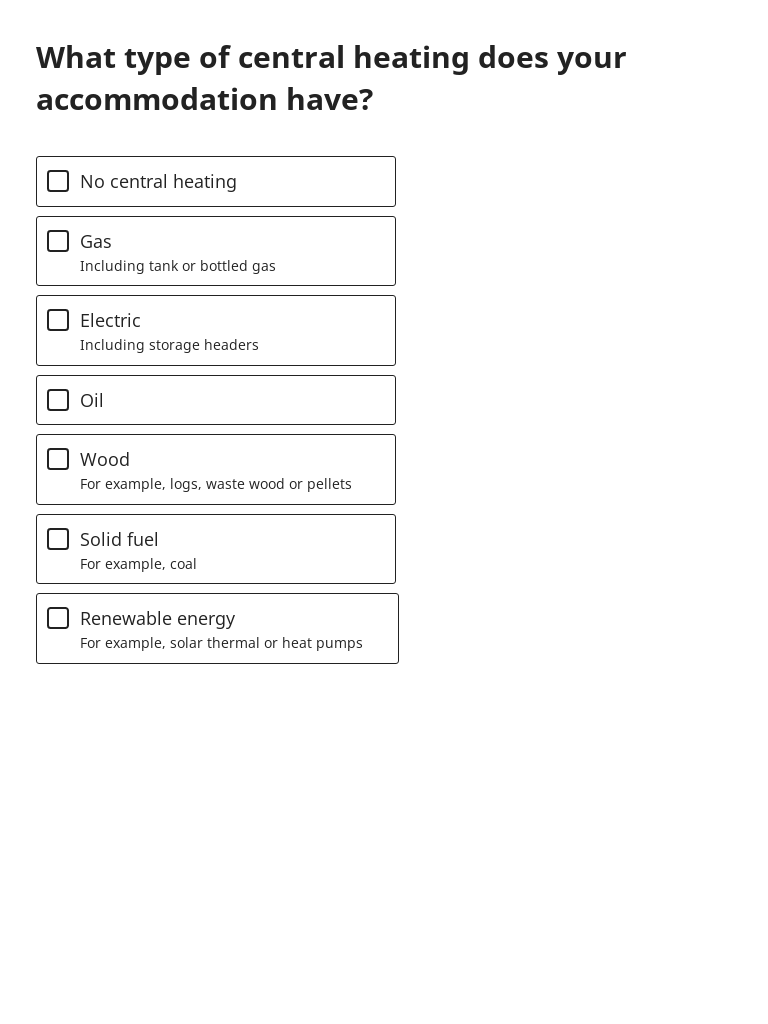 What type of central heating does your
accommodation have?
No central heating
Gas
Including tank or bottled gas
Electric
Including storage headers
Oil
Wood
For example, logs, waste wood or pellets
Solid fuel
For example, coal
Renewable energy
For example, solar thermal or heat pumps